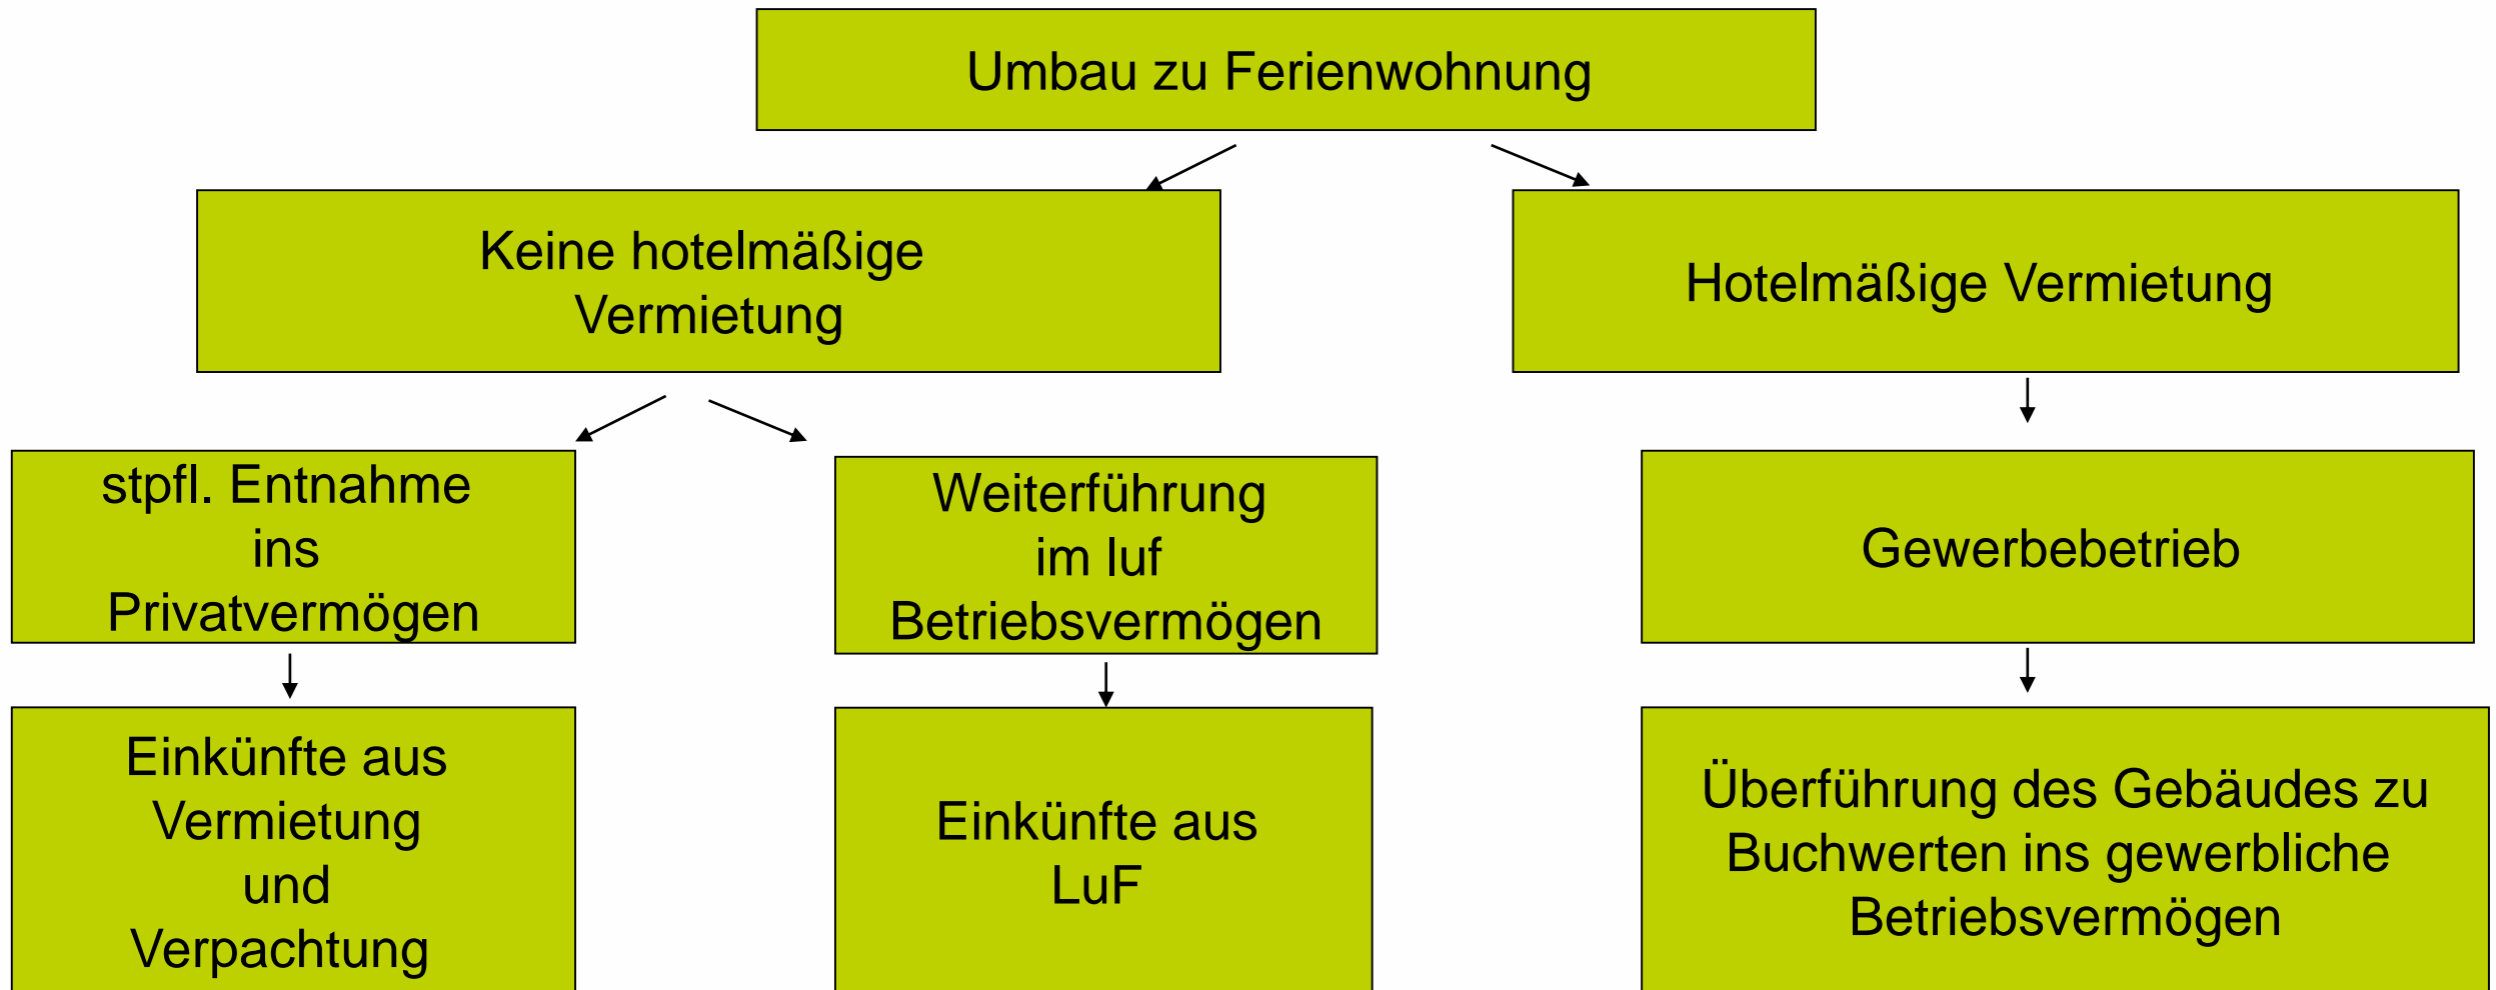 Umbau zu Ferienwohnung
Keine hotelmäßige
Vermietung
Hotelmäßige Vermietung
stpfl. Entnahme
ins
Privatvermögen
Weiterführung
im luf
Betriebsvermögen
Gewerbebetrieb
Einkünfte aus
Vermietung
und
Verpachtung
Einkünfte aus
LuF
Überführung des Gebäudes zu
Buchwerten ins gewerbliche
Betriebsvermögen